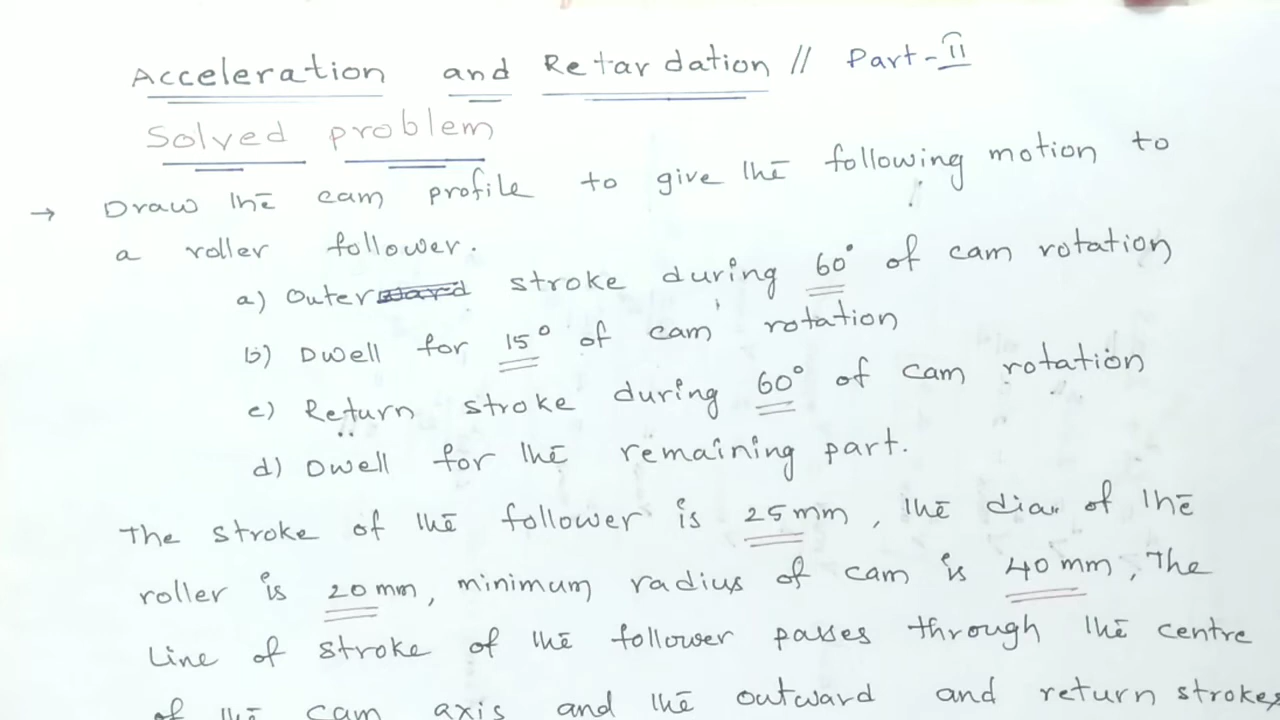 Acceleration and Retardation // Part-II
Solved problem
→ Draw the cam profile to give the following motion to
a roller follower.
a) Outer stroke during 60° of cam rotation
b) Dwell for 15° of cam rotation
c) Return stroke during 60° of cam rotation
d) Dwell for the remaining part.
The stroke of the follower is 25mm, the dia. of the
roller is 20mm, minimum radius of cam is 40mm, The
Line of stroke of the follower passes through the centre
of the cam axis and the outward and return strokes